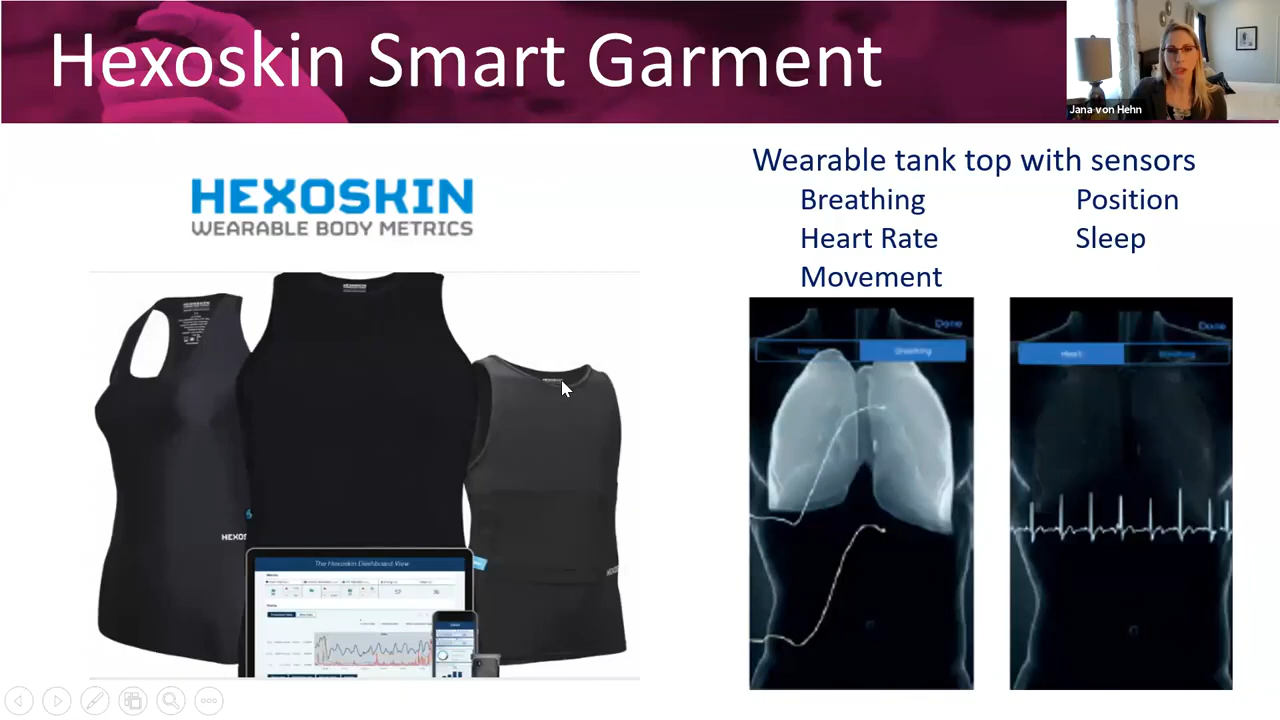 Hexoskin Smart Garment
Jana von Hehn
HEXOSKIN
WEARABLE BODY METRICS
Wearable tank top with sensors
Breathing
Heart Rate
Movement
Position
Sleep
The Hexoskin Dashboard View
Done
Breathing
Done
Heart
Breathing